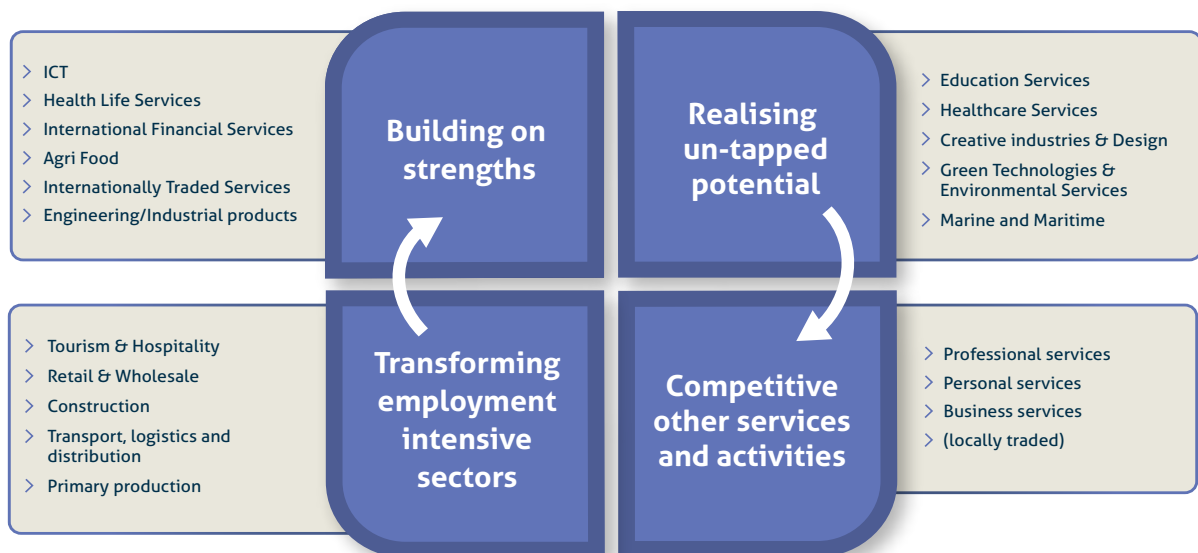 ICT
Health Life Services
International Financial Services
Agri Food
Internationally Traded Services
Engineering/Industrial products
Building on
strengths
Realising
un-tapped
potential
Education Services
Healthcare Services
Creative industries & Design
Green Technologies &
Environmental Services
Marine and Maritime
Tourism & Hospitality
Retail & Wholesale
Construction
Transport, logistics and
distribution
Primary production
Transforming
employment
intensive
sectors
Competitive
other services
and activities
Professional services
Personal services
Business services
(locally traded)